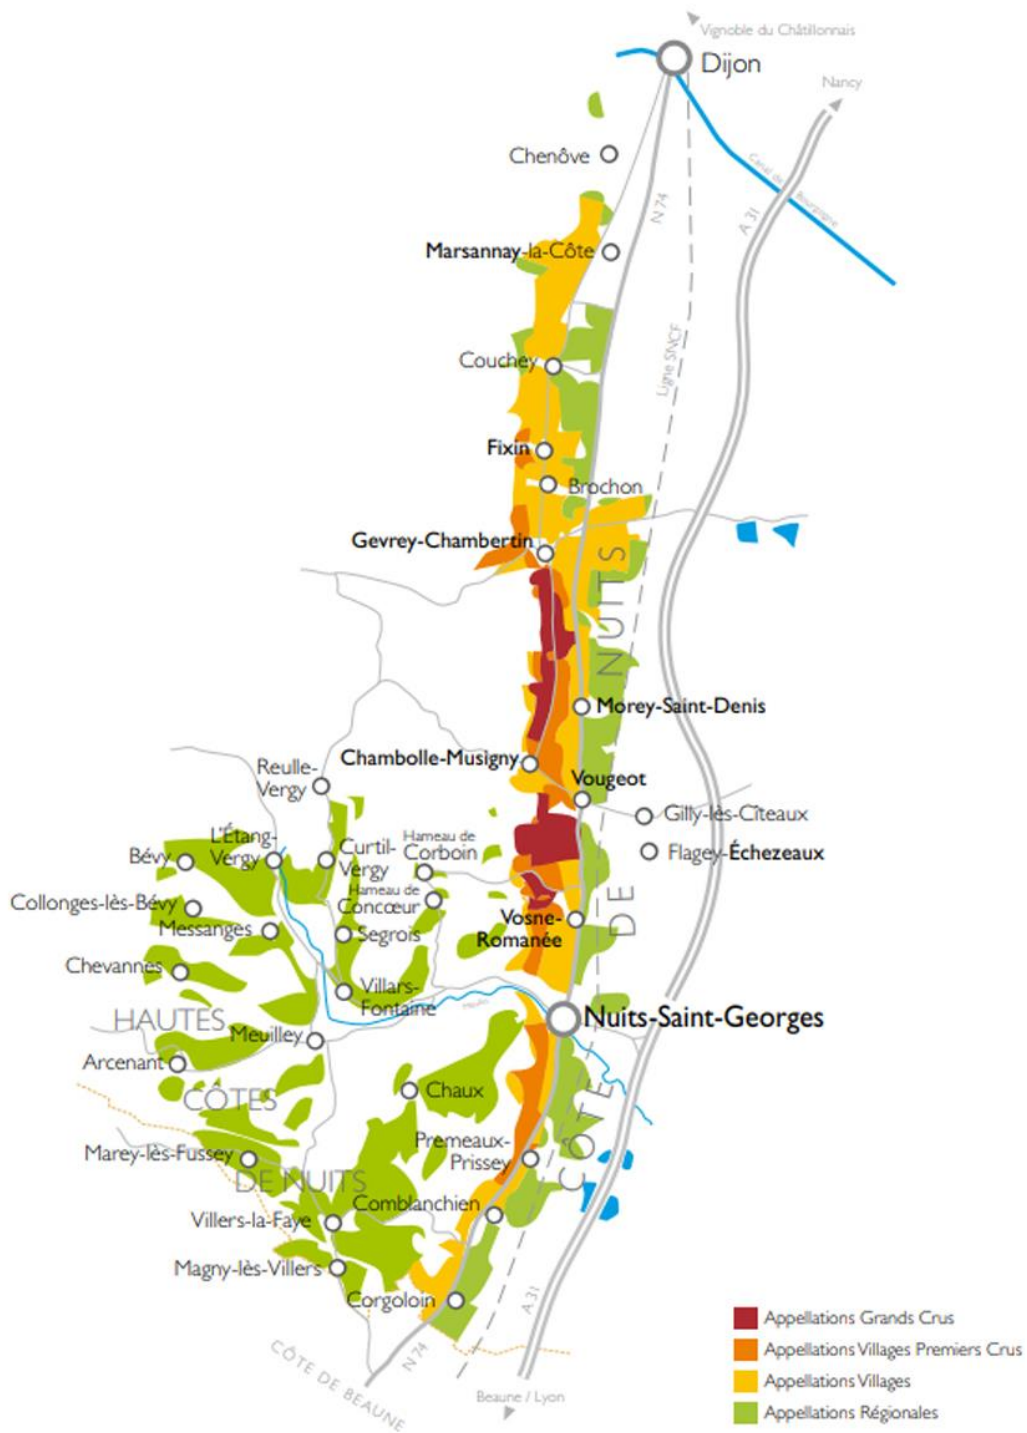 Vignoble du Châtillonnais
Dijon
Nancy
Chenôve
Canal de Bourgogne
N 74
A 31
Marsannay-la-Côte
Ligne SNCF
Couchey
Fixin
Brochon
Gevrey-Chambertin
NUITS
Morey-Saint-Denis
Chambolle-Musigny
Reulle-
Vergy
Vougeot
Gilly-lès-Cîteaux
L'Étang-
Vergy
Bévy
Curtil-
Vergy
Hameau de
Corboin
Flagey-Échezeaux
Hameau de
Concœur
Collonges-lès-Bévy
Messanges
Segrois
Vosne-
Romanée
DE
Chevannes
Villars-
Fontaine
Meuzin
HAUTES
Meuilley
Nuits-Saint-Georges
Arcenant
CÔTES
Chaux
CÔTE
Premeaux-
Prissey
Marey-lès-Fussey
DE NUITS
Comblanchien
Villers-la-Faye
Magny-lès-Villers
Corgoloin
A 31
N 74
CÔTE DE BEAUNE
Beaune / Lyon
Appellations Grands Crus
Appellations Villages Premiers Crus
Appellations Villages
Appellations Régionales